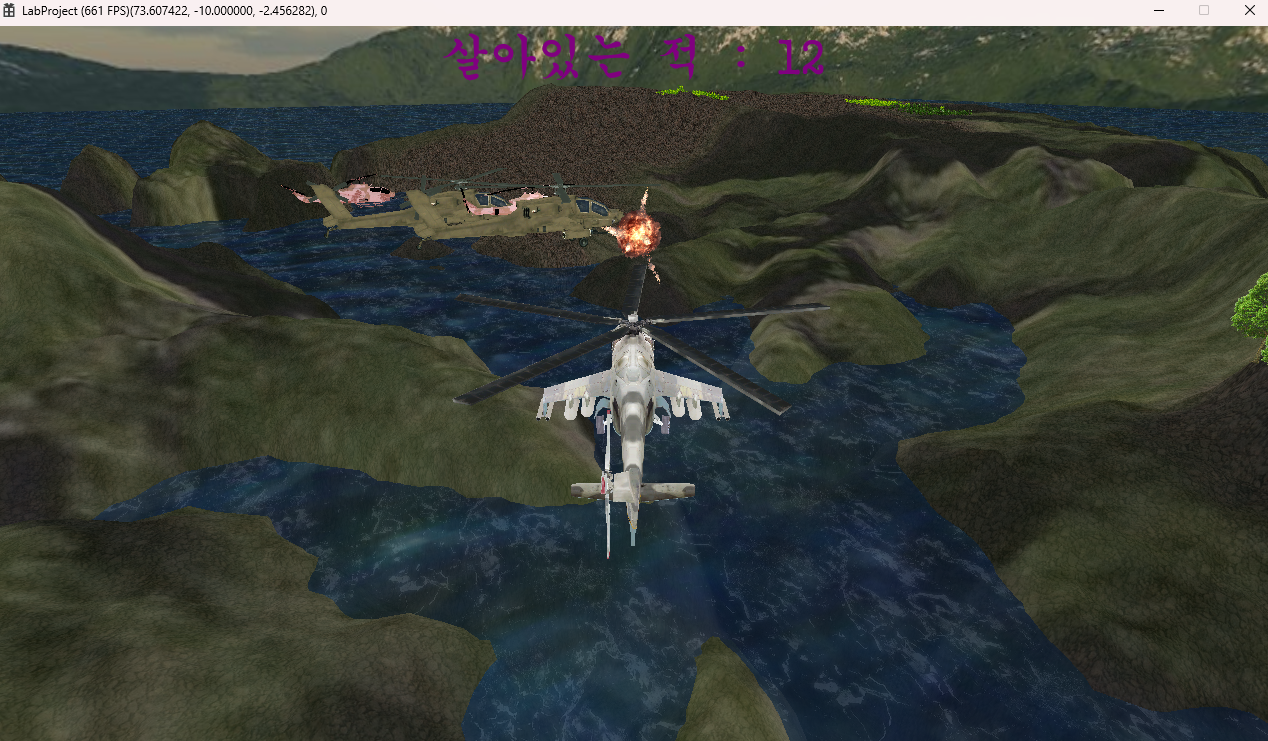 LabProject (661 FPS)(73.607422, -10.000000, -2.456282), 0
살아있는 적 : 12